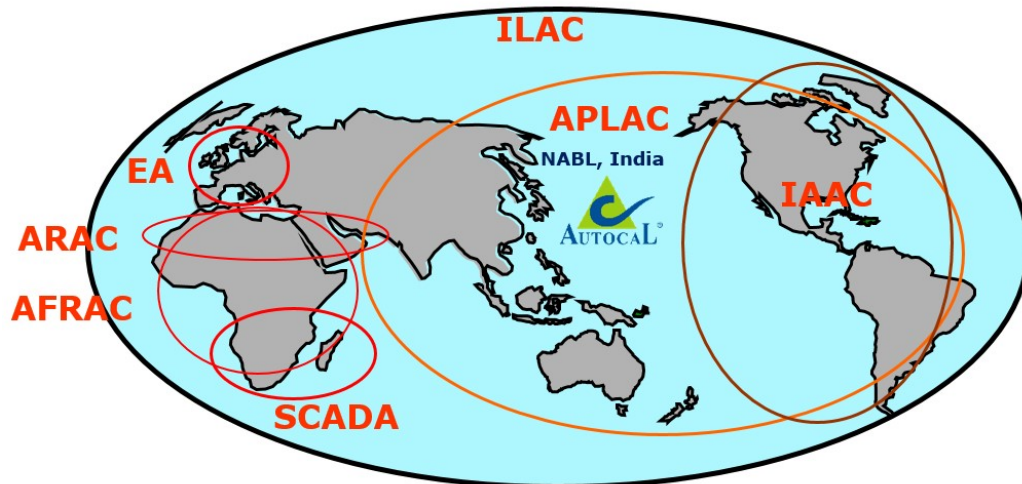 ILAC
APLAC
NABL, India
EA
IAAC
AUTOCAL®
ARAC
AFRAC
SCADA